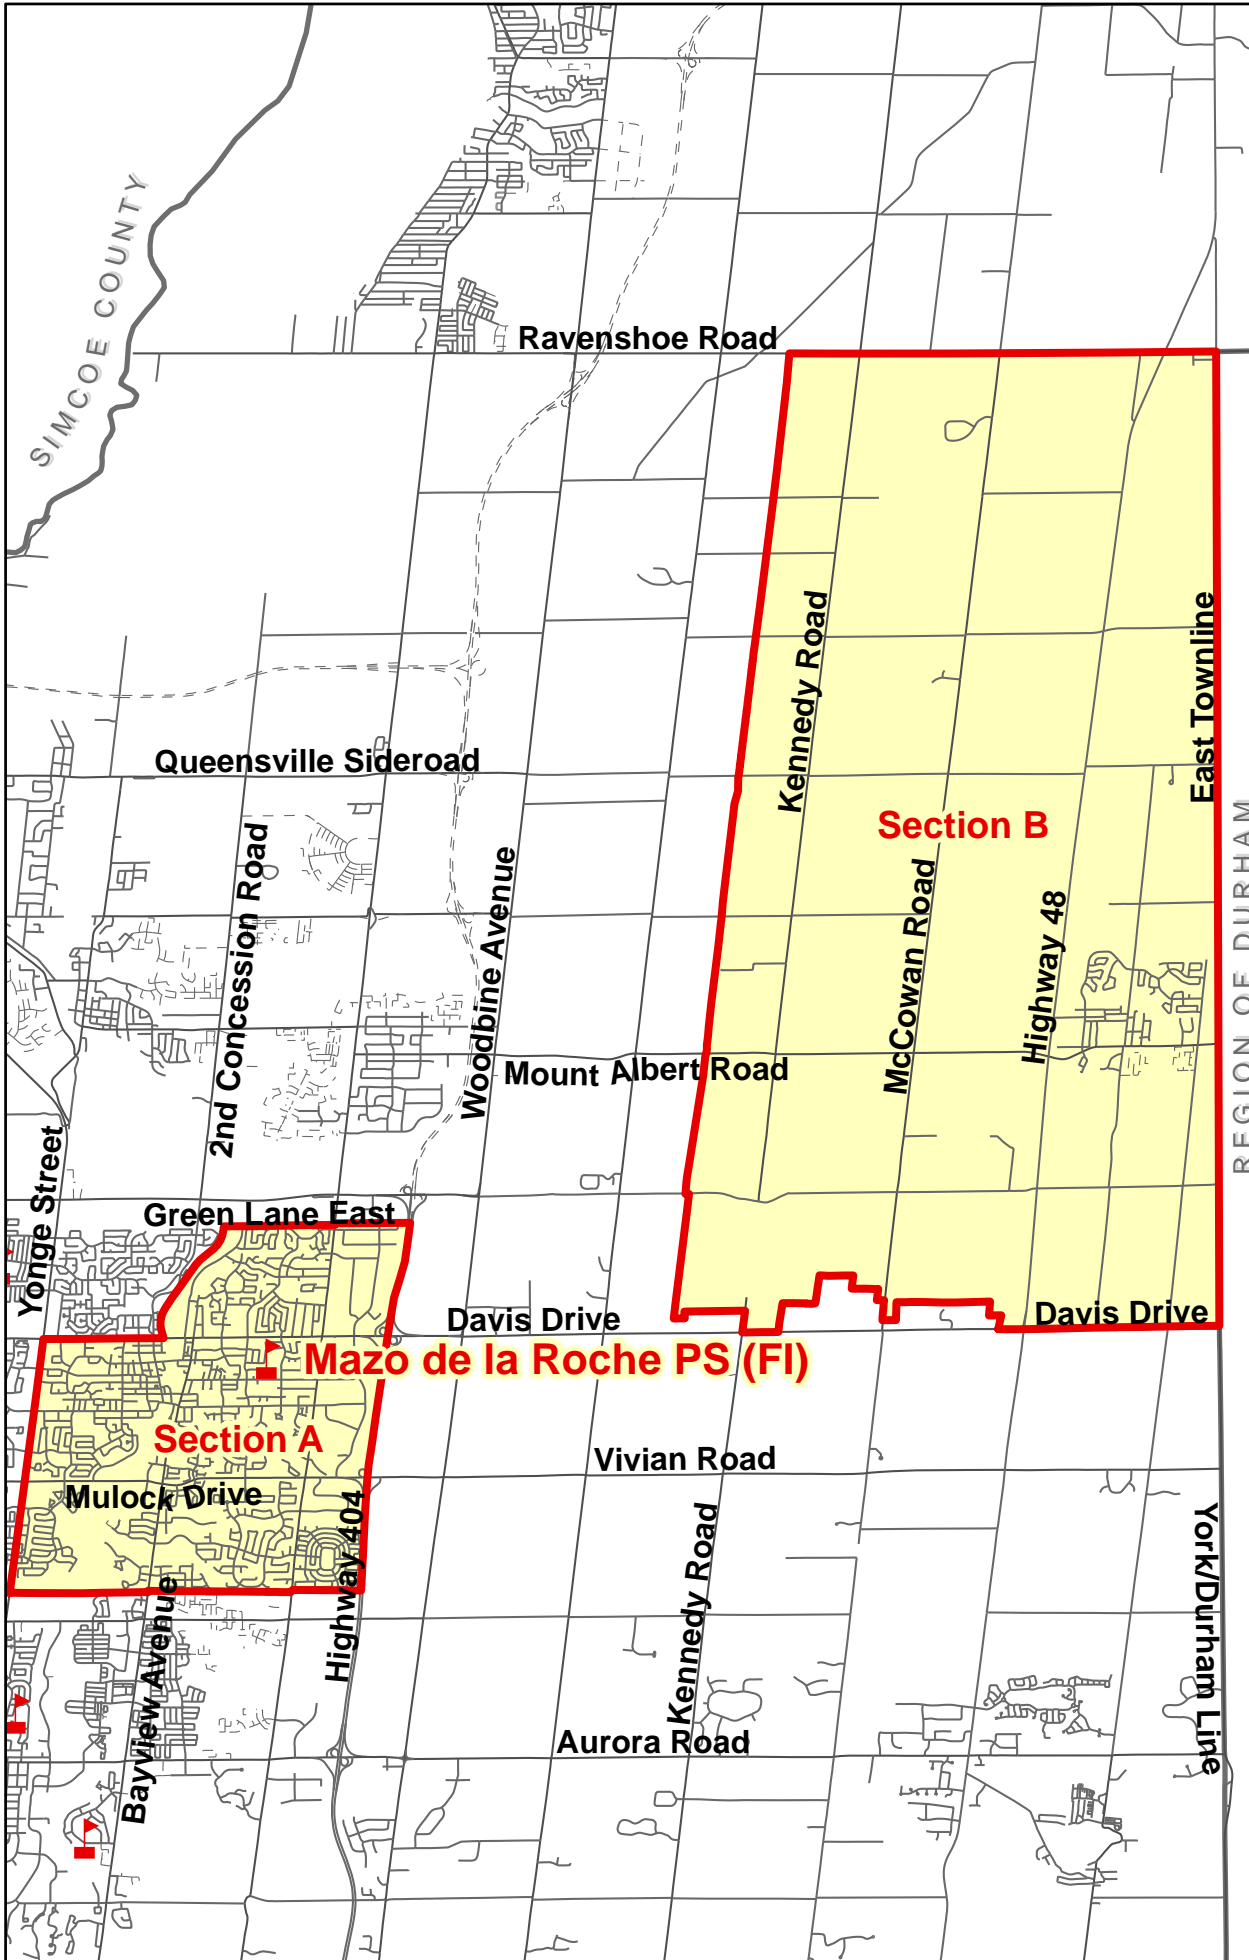 SIMCOE COUNTY
Ravenshoe Road
Kennedy Road
East Townline
Queensville Sideroad
Section B
2nd Concession Road
Woodbine Avenue
McCowan Road
Highway 48
REGION OF DURHAM
Mount Albert Road
Yonge Street
Green Lane East
Davis Drive
Davis Drive
Mazo de la Roche PS (FI)
Section A
Vivian Road
Mulock Drive
Highway 404
Kennedy Road
York/Durham Line
Bayview Avenue
Aurora Road